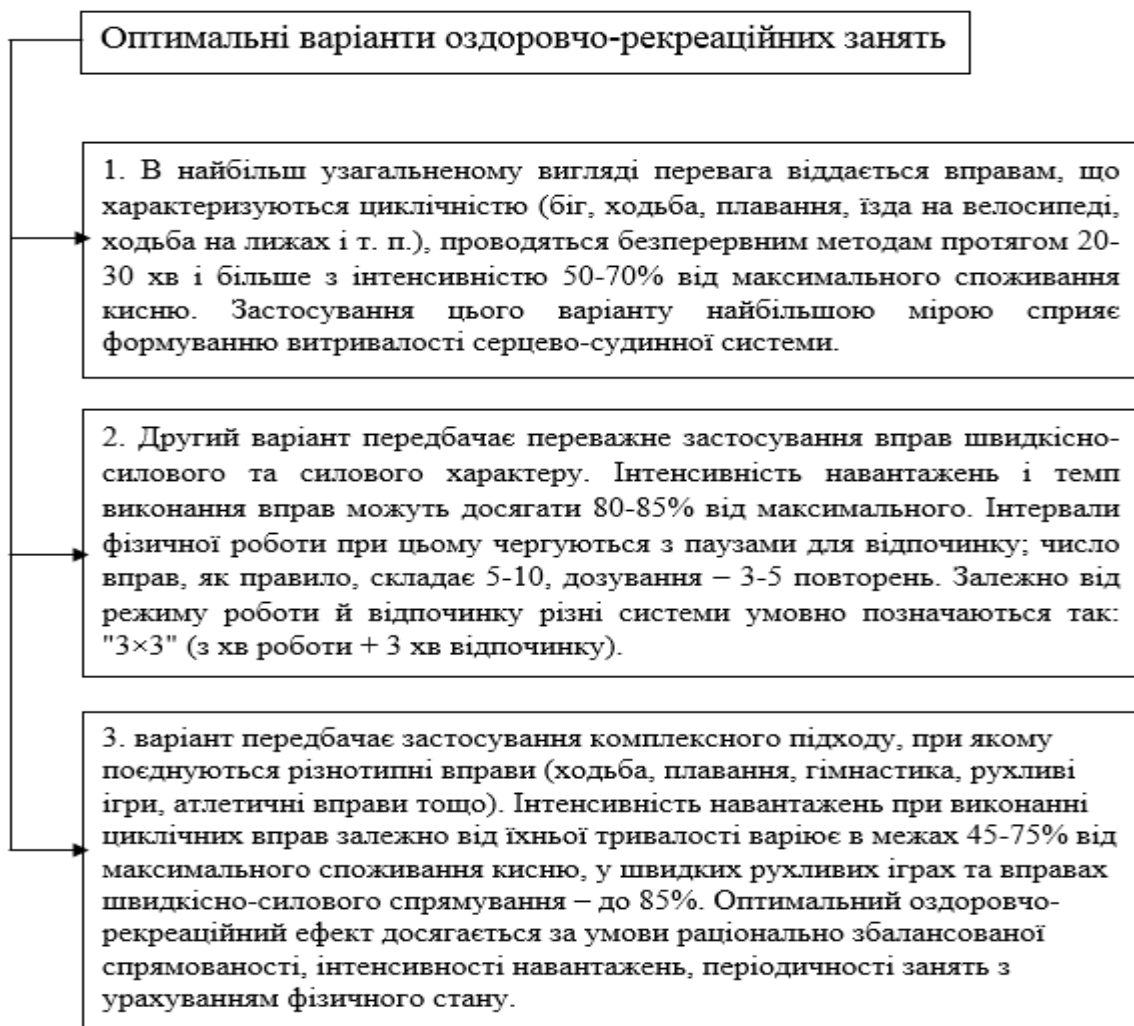 Оптимальні варіанти оздоровчо-рекреаційних занять
1. В найбільш узагальненому вигляді перевага віддається вправам, що
характеризуються циклічністю (біг, ходьба, плавання, їзда на велосипеді,
ходьба на лижах і т. п.), проводяться безперервним методам протягом 20-
30 хв і більше з інтенсивністю 50-70% від максимального споживання
кисню. Застосування цього варіанту найбільшою мірою сприяє
формуванню витривалості серцево-судинної системи.
2. Другий варіант передбачає переважне застосування вправ швидкісно-
силового та силового характеру. Інтенсивність навантажень і темп
виконання вправ можуть досягати 80-85% від максимального. Інтервали
фізичної роботи при цьому чергуються з паузами для відпочинку; число
вправ, як правило, складає 5-10, дозування – 3-5 повторень. Залежно від
режиму роботи й відпочинку різні системи умовно позначаються так:
"3×3" (з хв роботи + 3 хв відпочинку).
3. варіант передбачає застосування комплексного підходу, при якому
поєднуються різнотипні вправи (ходьба, плавання, гімнастика, рухливі
ігри, атлетичні вправи тощо). Інтенсивність навантажень при виконанні
циклічних вправ залежно від їхньої тривалості варіює в межах 45-75% від
максимального споживання кисню, у швидких рухливих іграх та вправах
швидкісно-силового спрямування – до 85%. Оптимальний оздоровчо-
рекреаційний ефект досягається за умови раціонально збалансованої
спрямованості, інтенсивності навантажень, періодичності занять з
урахуванням фізичного стану.